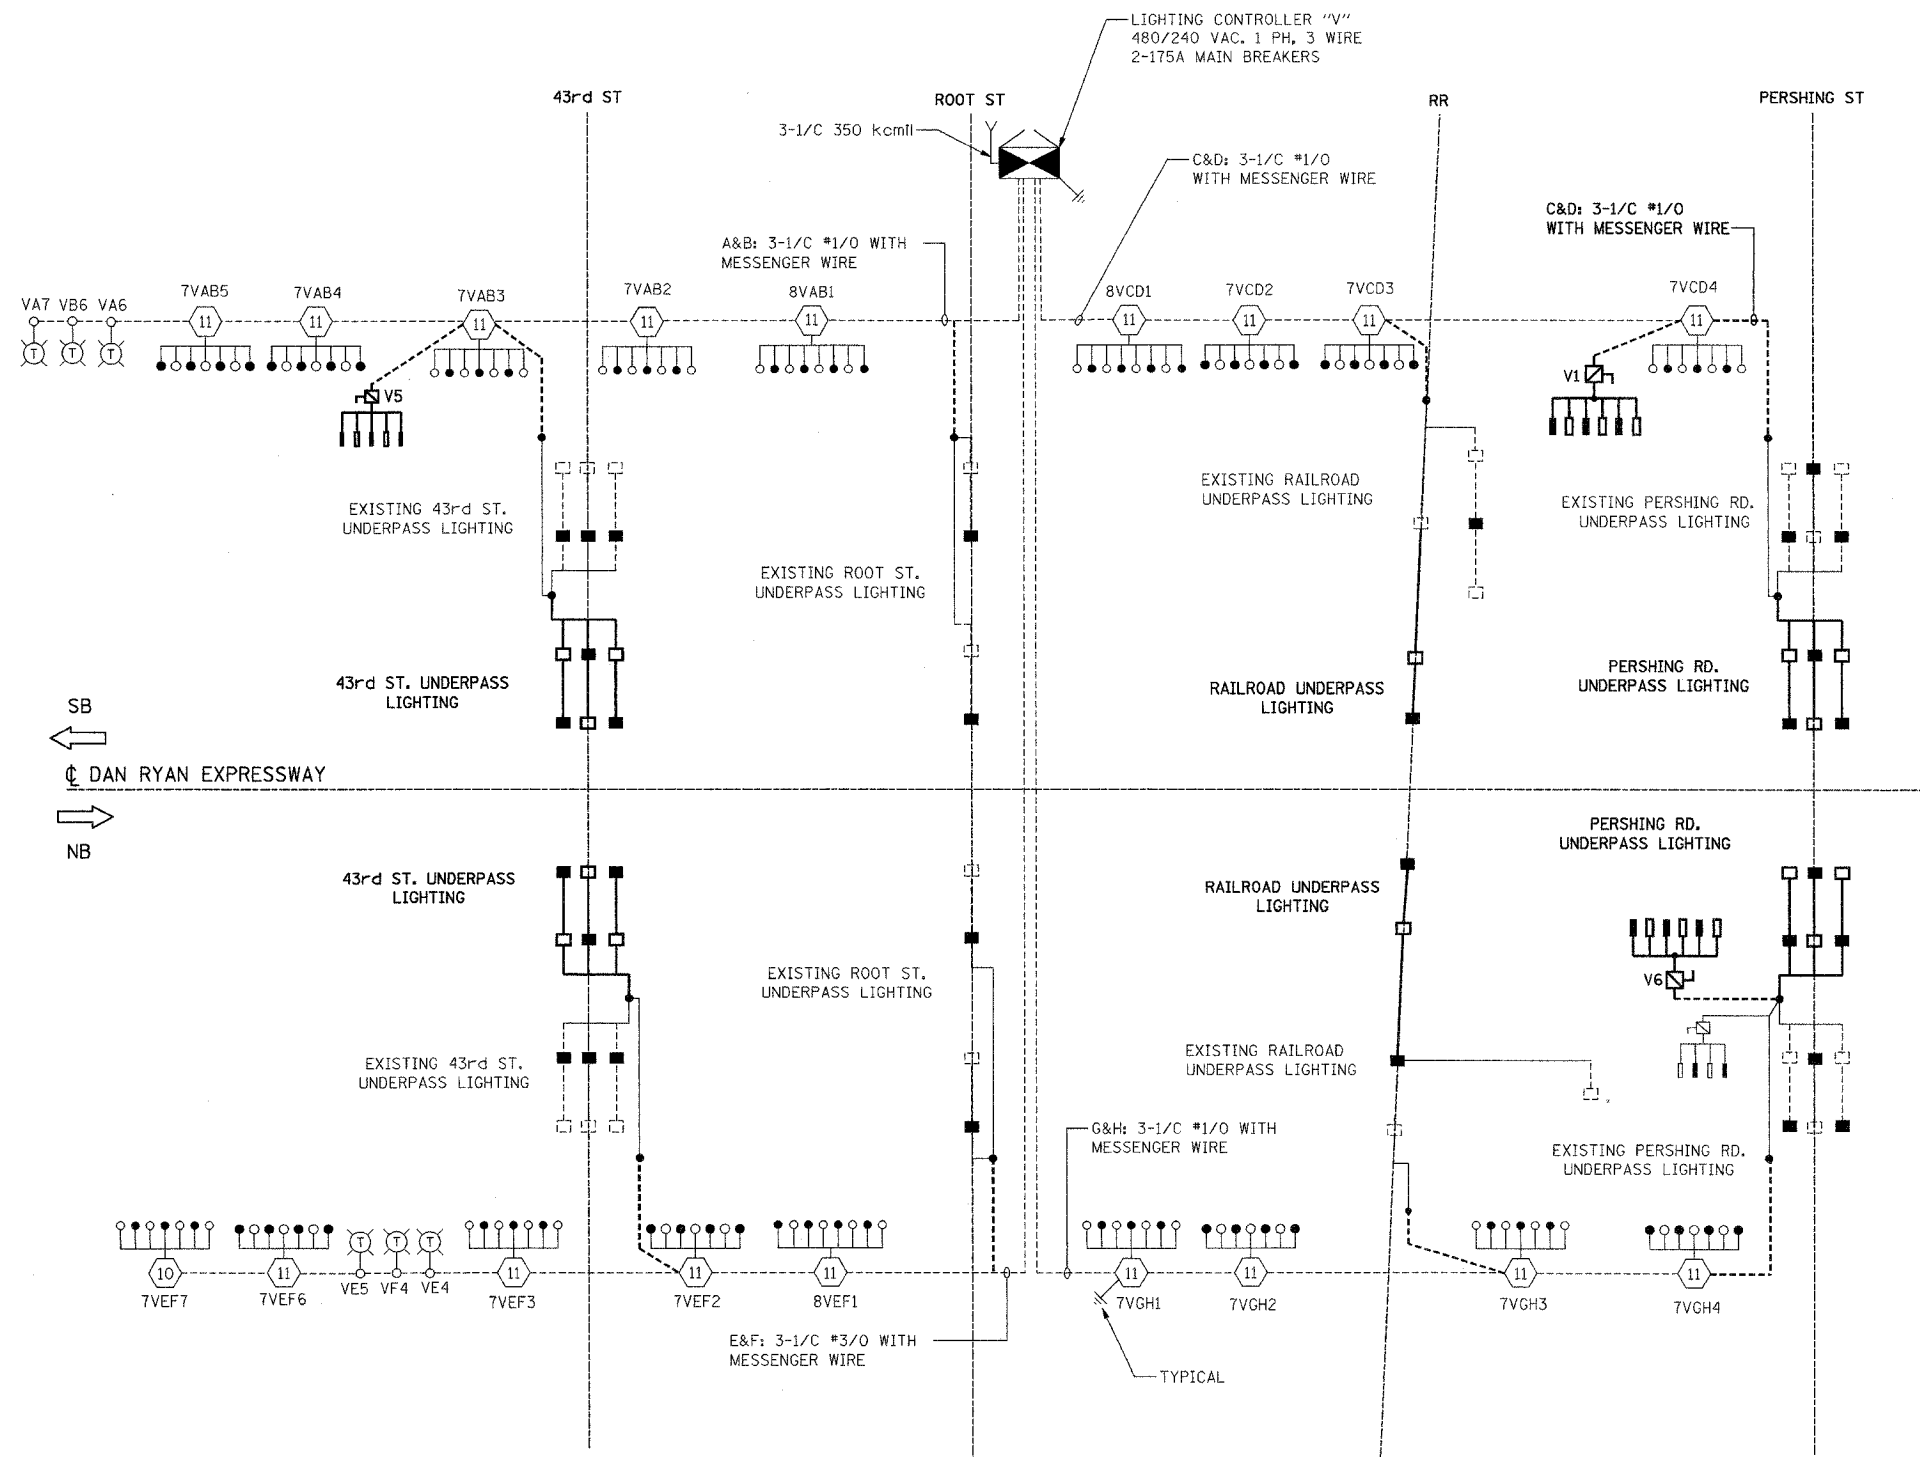 LIGHTING CONTROLLER "V"
480/240 VAC. 1 PH, 3 WIRE
2-175A MAIN BREAKERS
43rd ST
ROOT ST
RR
PERSHING ST
3-1/C 350 kcmil
C&D: 3-1/C #1/0
WITH MESSENGER WIRE
C&D: 3-1/C #1/0
WITH MESSENGER WIRE
A&B: 3-1/C #1/0 WITH
MESSENGER WIRE
VA7 VB6 VA6
7VAB5
7VAB4
7VAB3
7VAB2
8VAB1
8VCD1
7VCD2
7VCD3
7VCD4
11
11
11
11
11
11
11
11
11
T
T
T
V5
V1
EXISTING 43rd ST.
UNDERPASS LIGHTING
EXISTING ROOT ST.
UNDERPASS LIGHTING
EXISTING RAILROAD
UNDERPASS LIGHTING
EXISTING PERSHING RD.
UNDERPASS LIGHTING
43rd ST. UNDERPASS
LIGHTING
RAILROAD UNDERPASS
LIGHTING
PERSHING RD.
UNDERPASS LIGHTING
SB
℄ DAN RYAN EXPRESSWAY
NB
43rd ST. UNDERPASS
LIGHTING
RAILROAD UNDERPASS
LIGHTING
PERSHING RD.
UNDERPASS LIGHTING
V6
EXISTING 43rd ST.
UNDERPASS LIGHTING
EXISTING ROOT ST.
UNDERPASS LIGHTING
EXISTING RAILROAD
UNDERPASS LIGHTING
EXISTING PERSHING RD.
UNDERPASS LIGHTING
G&H: 3-1/C #1/0 WITH
MESSENGER WIRE
T
T
T
10
11
11
11
11
11
11
11
11
7VEF7
7VEF6
VE5
VF4
VE4
7VEF3
7VEF2
8VEF1
7VGH1
7VGH2
7VGH3
7VGH4
E&F: 3-1/C #3/0 WITH
MESSENGER WIRE
TYPICAL